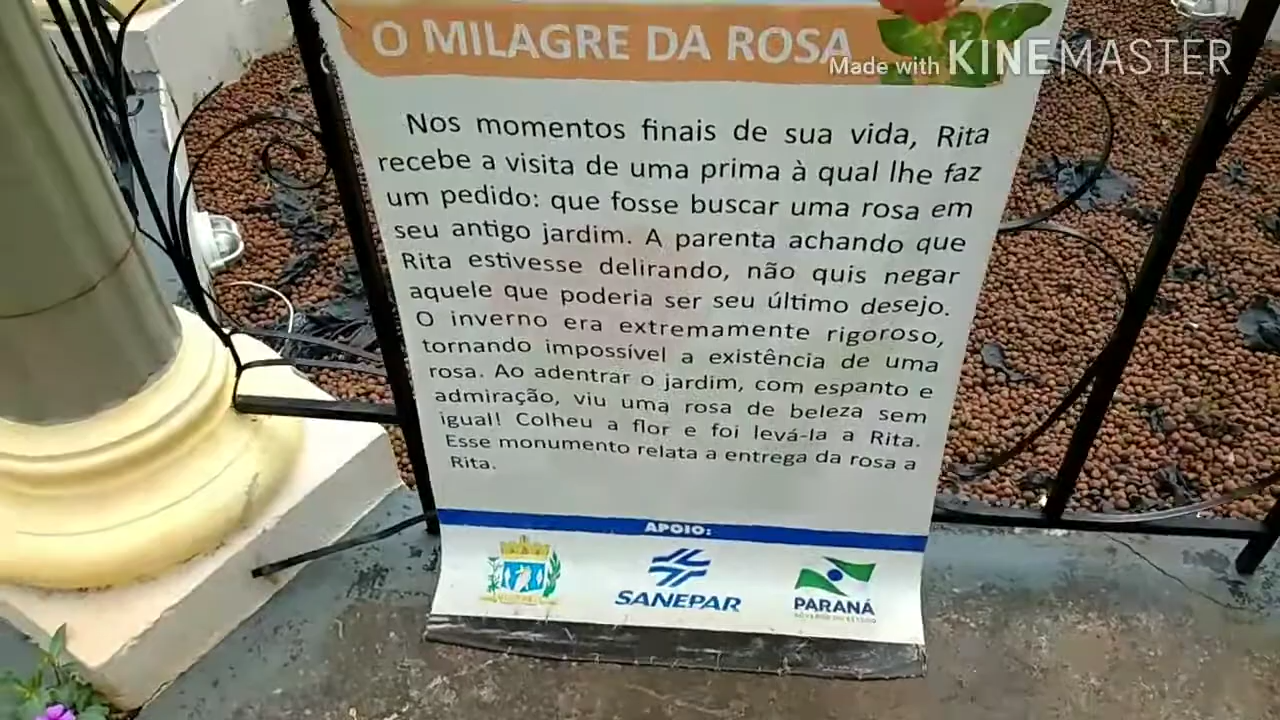 O MILAGRE DA ROSA
Made with KINEMASTER
Nos momentos finais de sua vida, Rita
recebe a visita de uma prima à qual lhe faz
um pedido: que fosse buscar uma rosa em
seu antigo jardim. A parenta achando que
Rita estivesse delirando, não quis negar
aquele que poderia ser seu último desejo.
O inverno era extremamente rigoroso,
tornando impossível a existência de uma
rosa. Ao adentrar o jardim, com espanto e
admiração, viu uma rosa de beleza sem
igual! Colheu a flor e foi levá-la a Rita.
Esse monumento relata a entrega da rosa a
Rita.
APOIO:
SANEPAR
PARANÁ
GOVERNO DO ESTADO